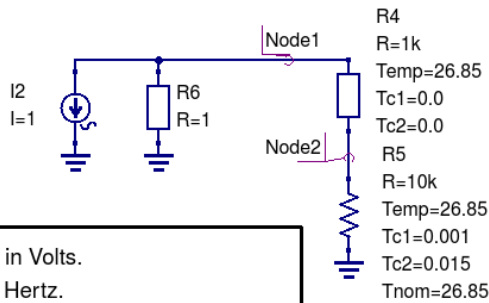 R4
Node1
R=1k
Temp=26.85
I2
R6
Tc1=0.0
I=1
R=1
Tc2=0.0
Node2
R5
R=10k
Temp=26.85
Tc1=0.001
in Volts.
Tc2=0.015
Hertz.
Tnom=26.85